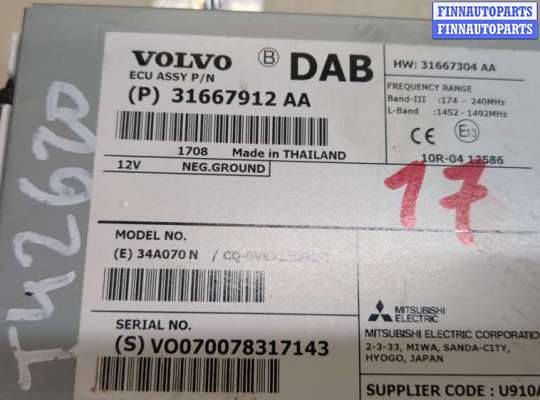 FINNAUTOPARTS
FINNAUTOPARTS
VOLVO B DAB
ECU ASSY P/N
(P) 31667912 AA
1708 Made in THAILAND
12V NEG.GROUND
HW: 31667304 AA
FREQUENCY RANGE
Band-III :174 - 240MHz
L-Band :1452 - 1492MHz
CE E13
10R-04 12586
17
T42620
MODEL NO.
(E) 34A070 N /
SERIAL NO.
(S) VO070078317143
MITSUBISHI
ELECTRIC
MITSUBISHI ELECTRIC CORPORATION
2-3-33, MIWA, SANDA-CITY,
HYOGO, JAPAN
SUPPLIER CODE : U910A